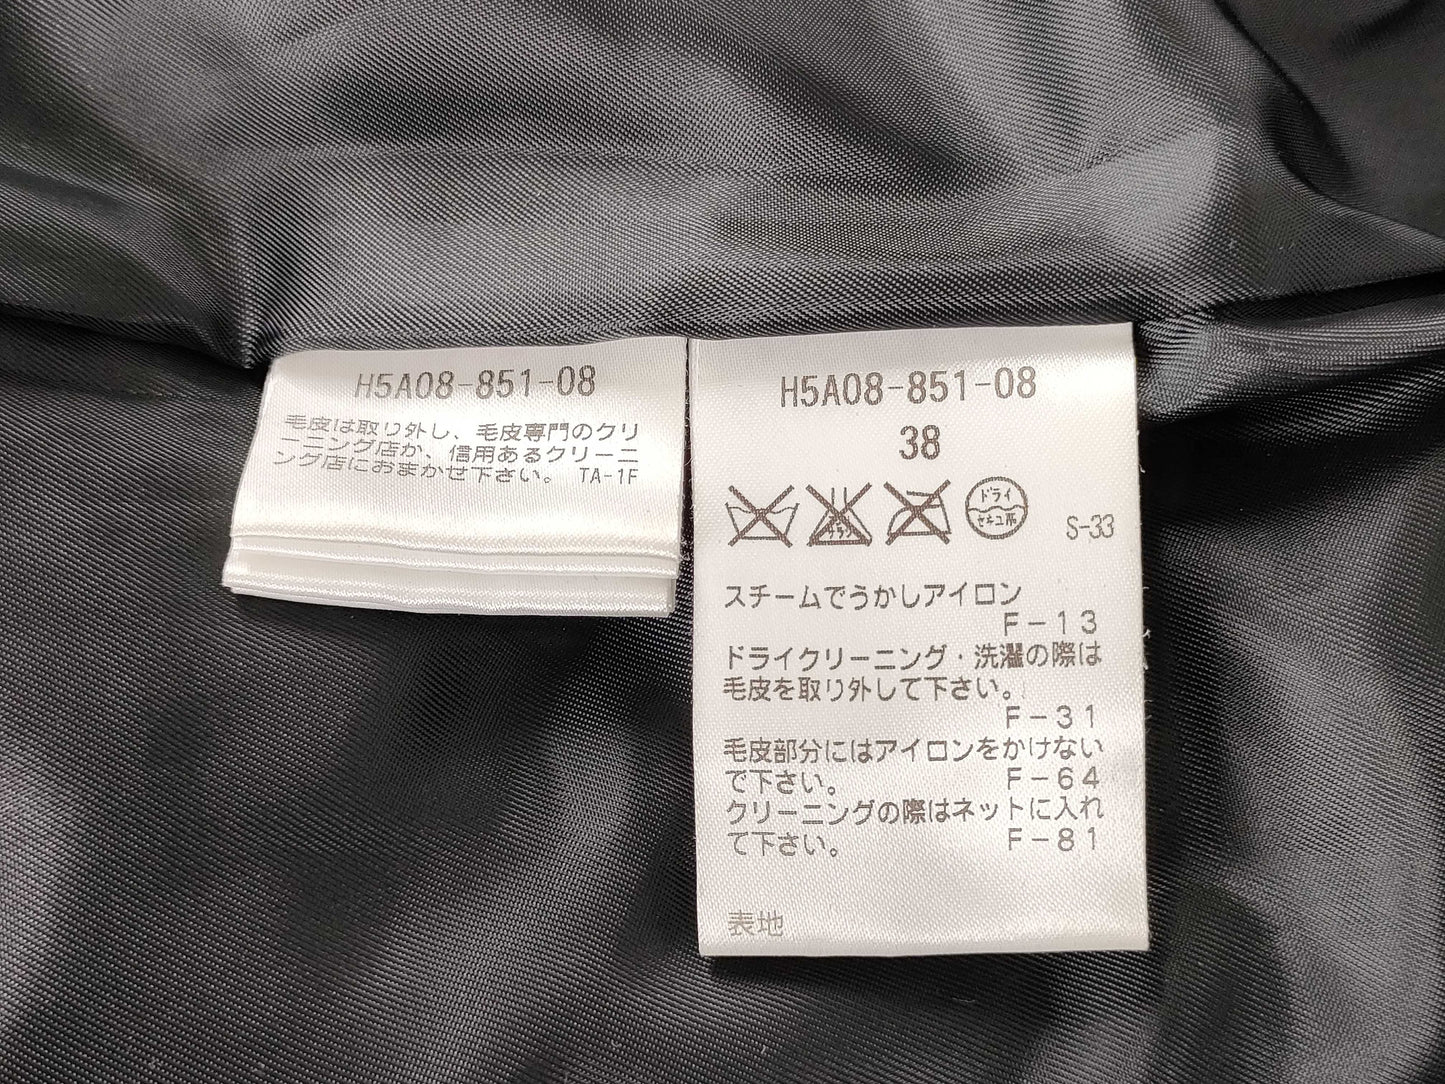 H5A08-851-08
毛皮は取り外し、毛皮専門のクリ
ーニング店か、信用あるクリーニ
ング店におまかせ下さい。 TA-1F
H5A08-851-08
38
エンソサラシ
ドライ
セキユ系
S-33
スチームでうかしアイロン
F-13
ドライクリーニング・洗濯の際は
毛皮を取り外して下さい。
F-31
毛皮部分にはアイロンをかけない
で下さい。 F-64
クリーニングの際はネットに入れ
て下さい。 F-81
表地